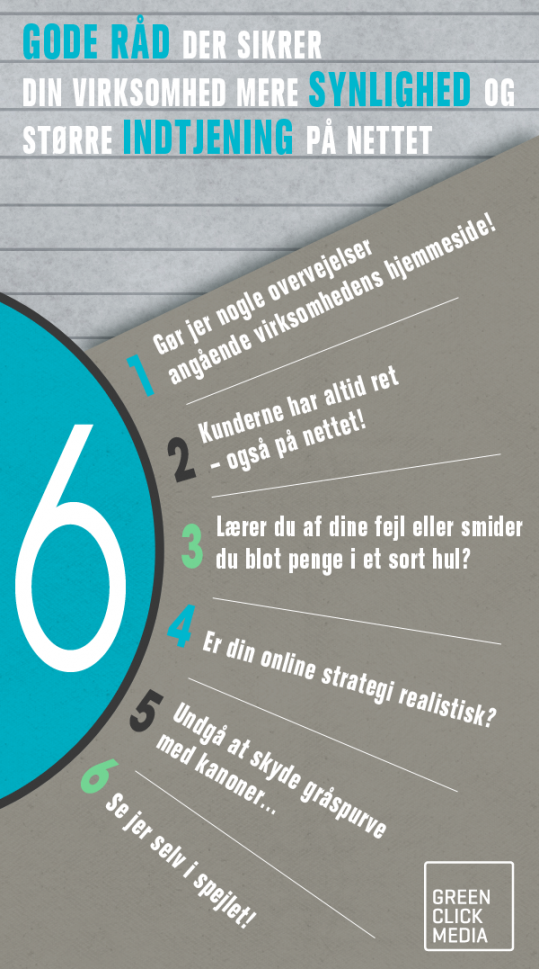 GODE RÅD DER SIKRER
DIN VIRKSOMHED MERE SYNLIGHED OG
STØRRE INDTJENING PÅ NETTET
6
1 Gør jer nogle overvejelser
angående virksomhedens hjemmeside!
2 Kunderne har altid ret
– også på nettet!
3 Lærer du af dine fejl eller smider
du blot penge i et sort hul?
4 Er din online strategi realistisk?
5 Undgå at skyde gråspurve
med kanoner...
6 Se jer selv i spejlet!
GREEN
CLICK
MEDIA